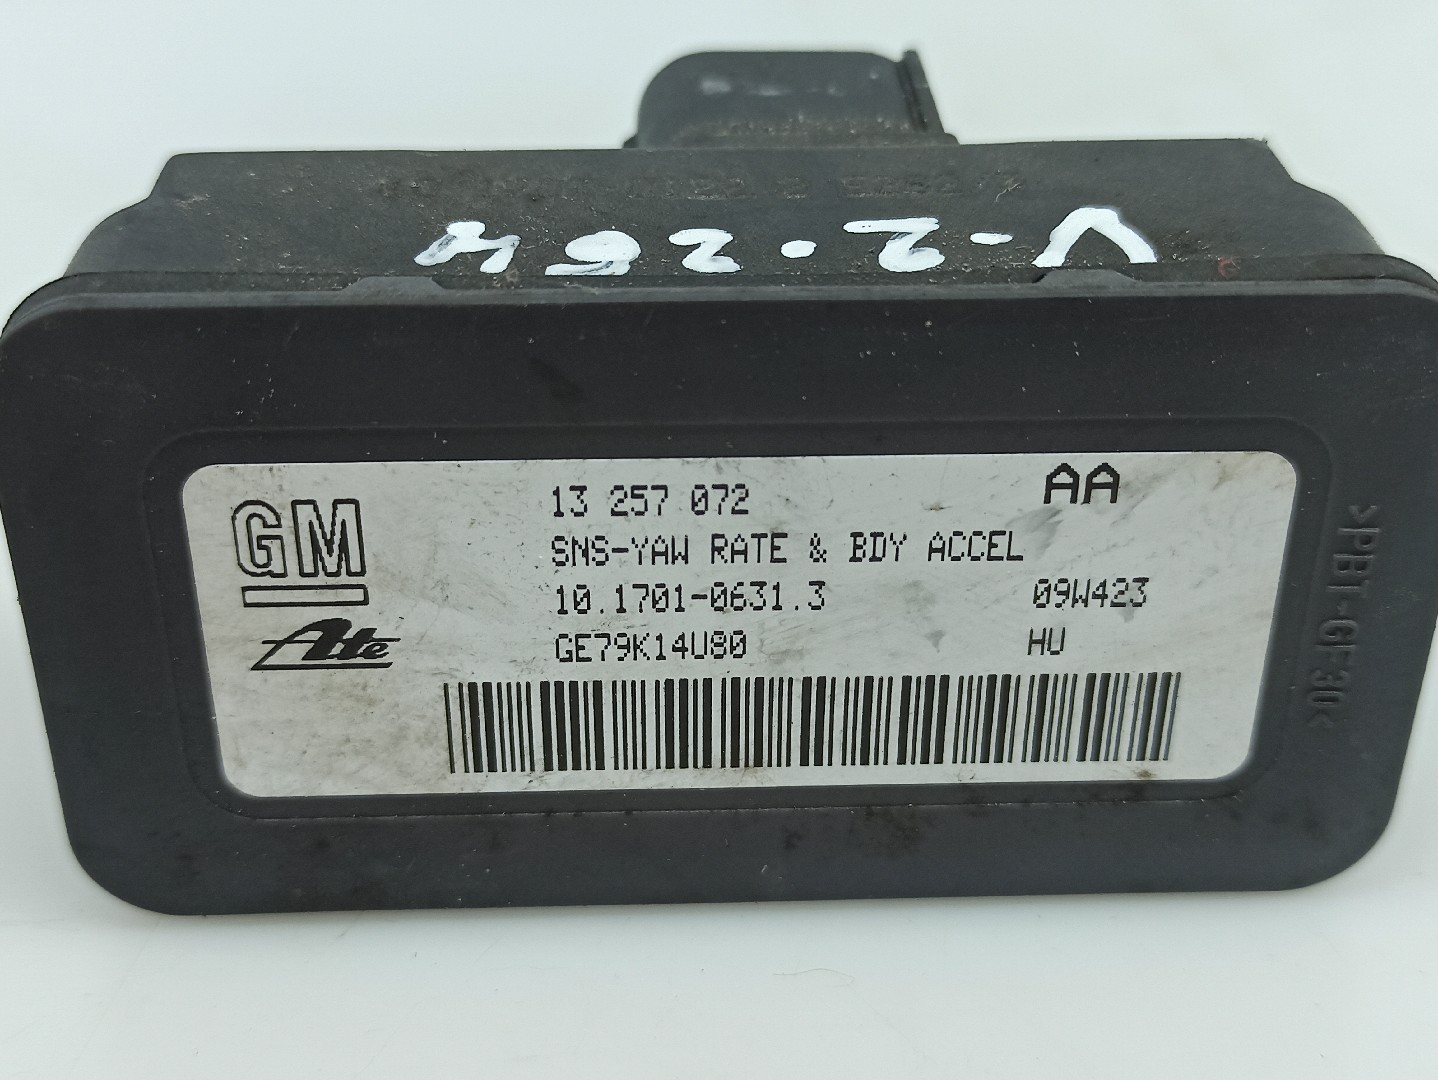 V-2.264
GM
Ate
13 257 072
AA
SNS-YAW RATE & BDY ACCEL
10.1701-0631.3
09W423
GE79K14U80
HU
>PBT-GF30<